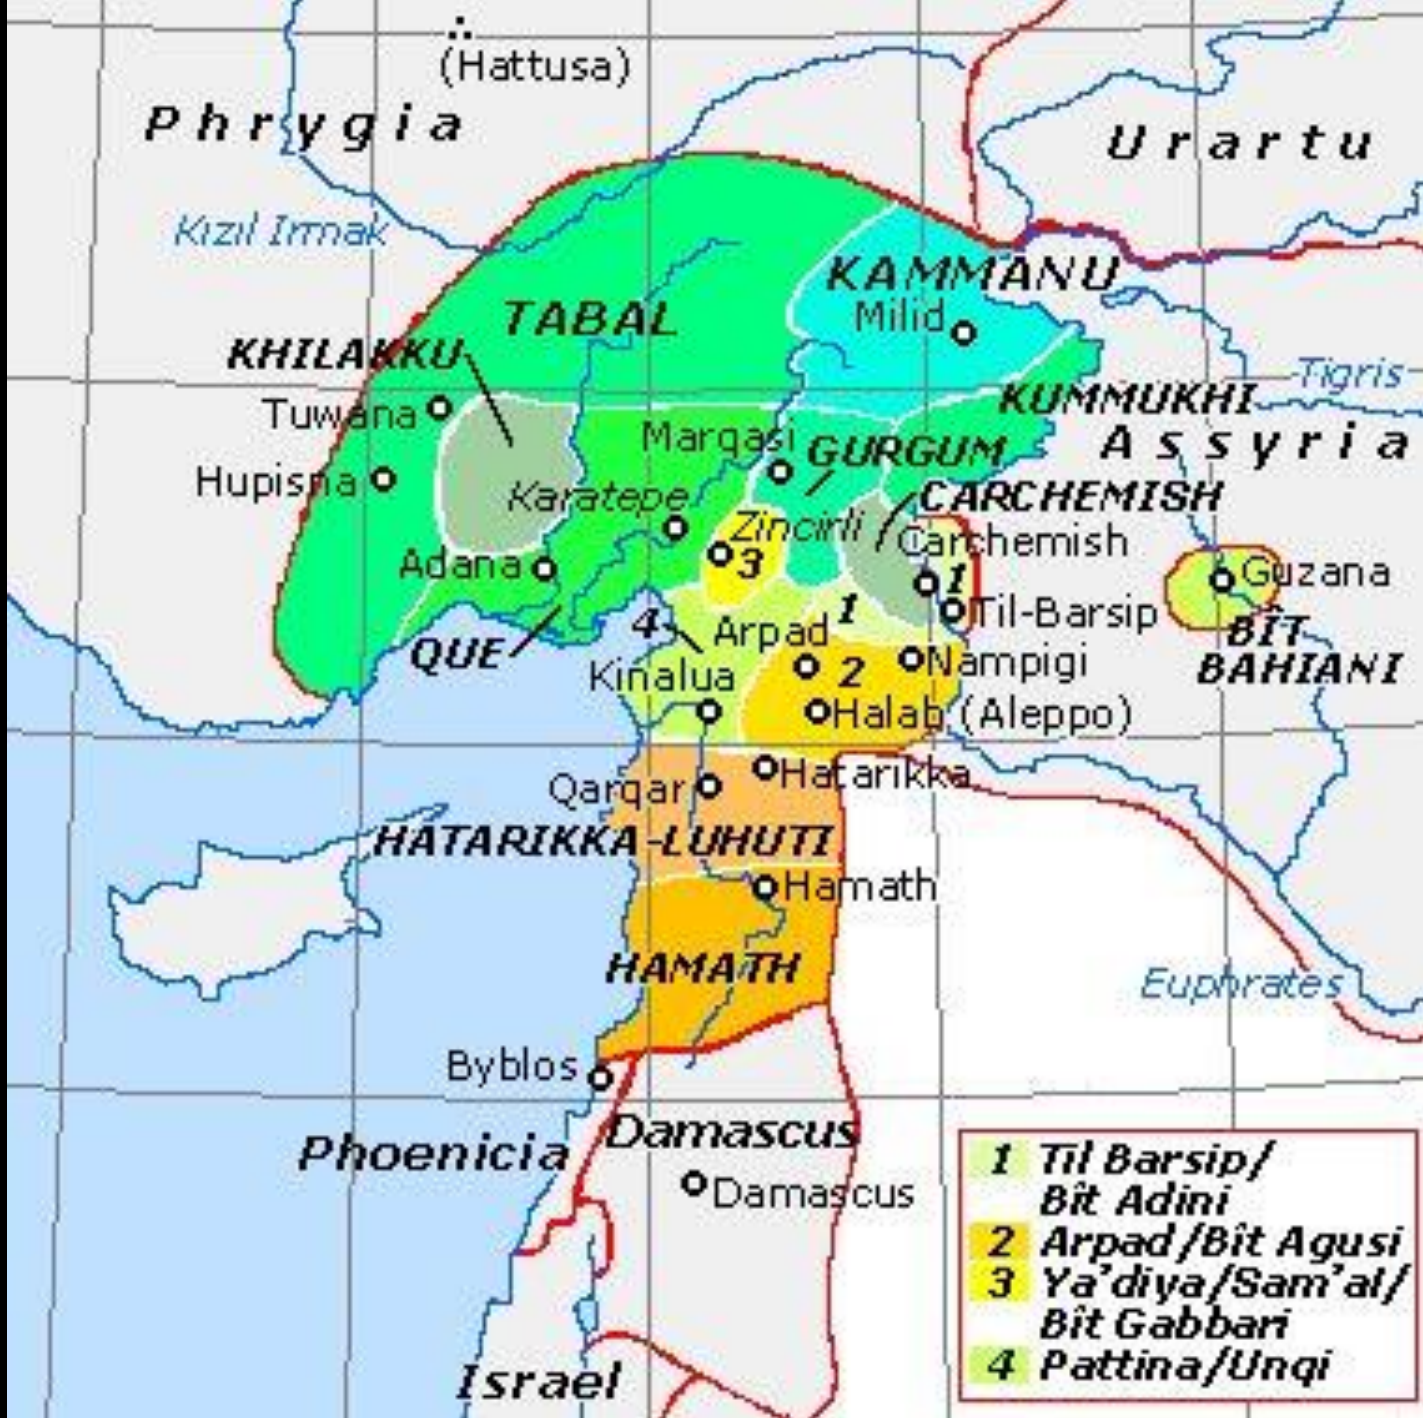 (Hattusa)
Phrygia
Urartu
Kızıl Irmak
KAMMANU
TABAL
Milid
KHILAKKU
Tigris
Tuwana
KUMMUKHI
Marqasi
GURGUM
Assyria
Hupisna
Karatepe
CARCHEMISH
Zincirli
Carchemish
Adana
3
1
Guzana
1
Til-Barsip
4
Arpad
BÎT
BAHIANI
QUE
Kinalua
2
Nampigi
Halab (Aleppo)
Hatarikka
Qarqar
HATARIKKA-LUHUTI
Hamath
HAMATH
Euphrates
Byblos
Damascus
Phoenicia
Damascus
Israel
1 Til Barsip/
Bît Adini
2 Arpad/Bît Agusi
3 Ya'diya/Sam'al/
Bît Gabbari
4 Pattina/Unqi